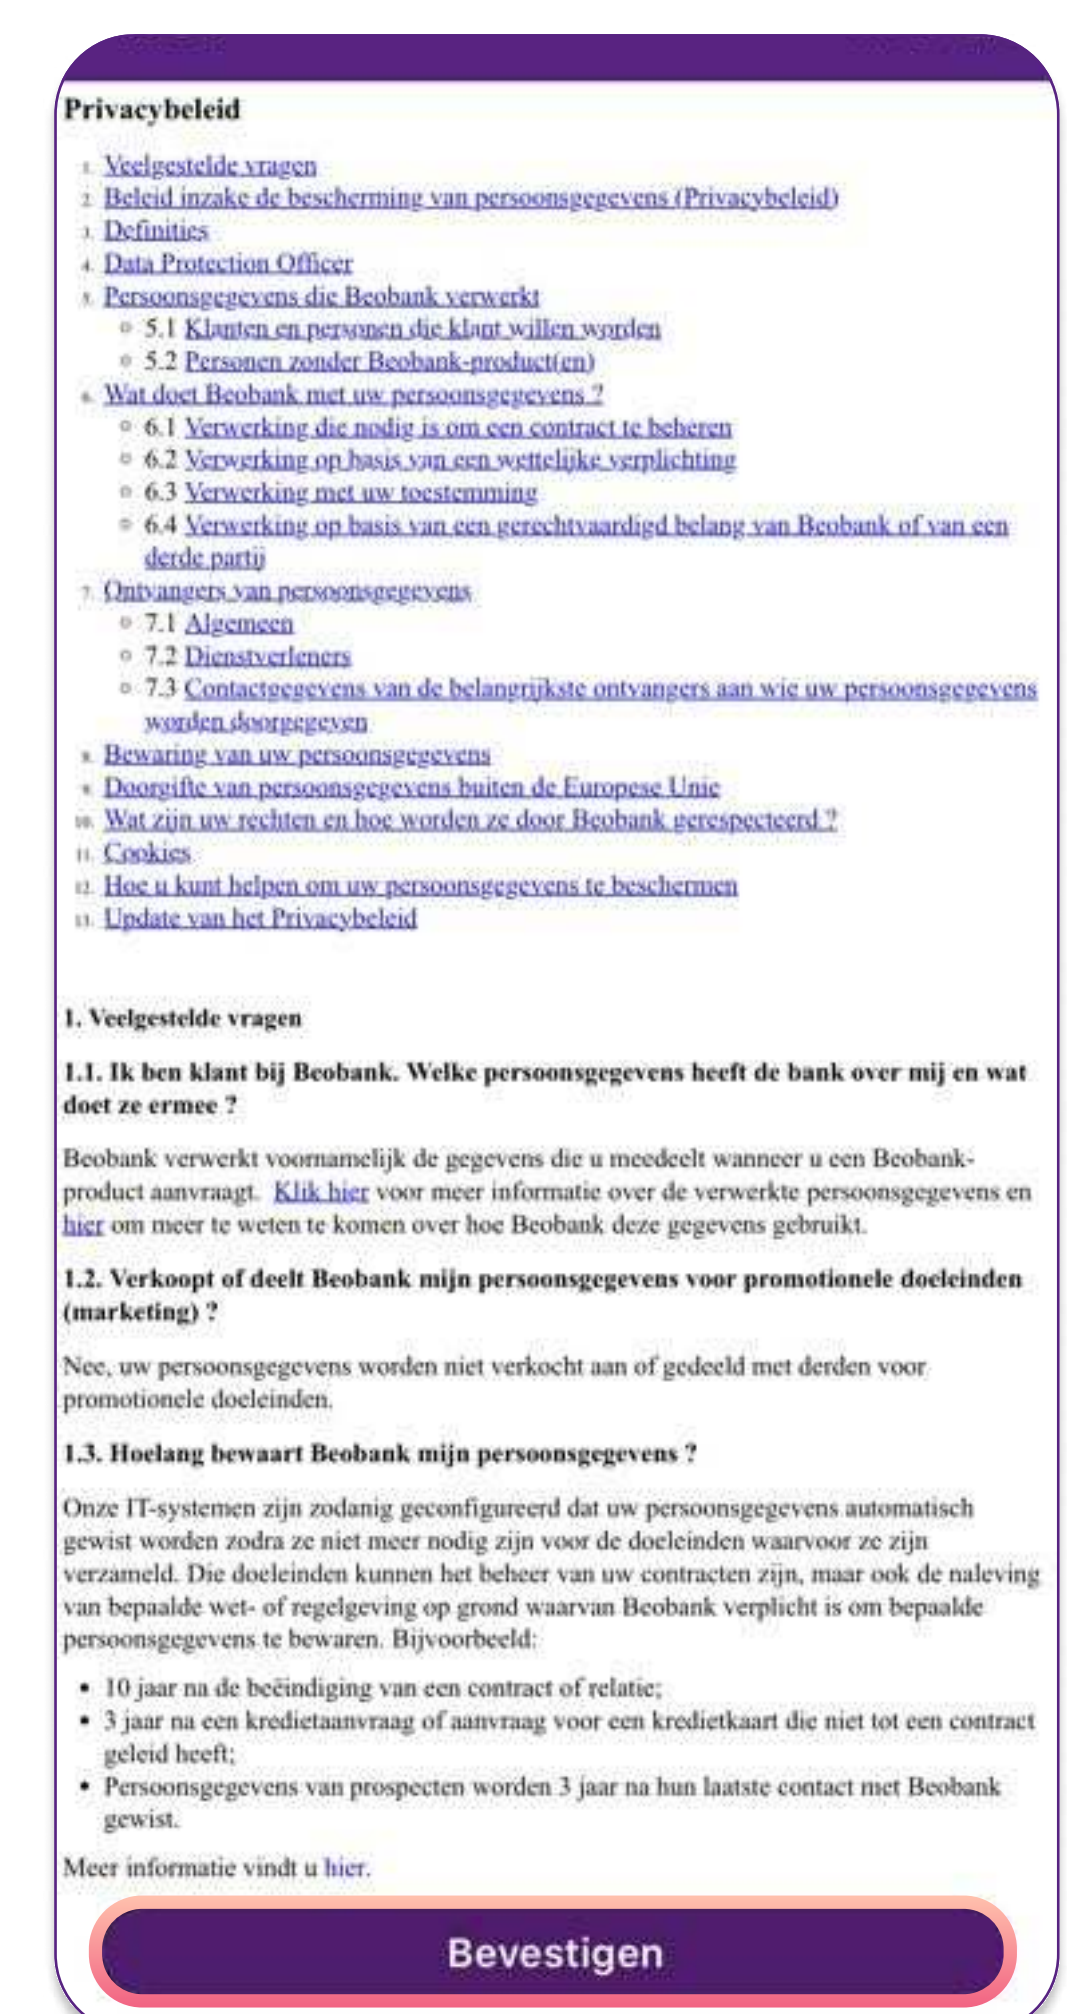 Privacybeleid
1. Veelgestelde vragen
2. Beleid inzake de bescherming van persoonsgegevens (Privacybeleid)
3. Definities
4. Data Protection Officer
5. Persoonsgegevens die Beobank verwerkt
5.1 Klanten en personen die klant willen worden
5.2 Personen zonder Beobank-product(en)
6. Wat doet Beobank met uw persoonsgegevens ?
6.1 Verwerking die nodig is om een contract te beheren
6.2 Verwerking op basis van een wettelijke verplichting
6.3 Verwerking met uw toestemming
6.4 Verwerking op basis van een gerechtvaardigd belang van Beobank of van een
derde partij
7. Ontvangers van persoonsgegevens
7.1 Algemeen
7.2 Dienstverleners
7.3 Contactgegevens van de belangrijkste ontvangers aan wie uw persoonsgegevens
worden doorgegeven
8. Bewaring van uw persoonsgegevens
9. Doorgifte van persoonsgegevens buiten de Europese Unie
10. Wat zijn uw rechten en hoe worden ze door Beobank gerespecteerd ?
11. Cookies
12. Hoe u kunt helpen om uw persoonsgegevens te beschermen
13. Update van het Privacybeleid
1. Veelgestelde vragen
1.1. Ik ben klant bij Beobank. Welke persoonsgegevens heeft de bank over mij en wat
doet ze ermee ?
Beobank verwerkt voornamelijk de gegevens die u meedeelt wanneer u een Beobank-
product aanvraagt. Klik hier voor meer informatie over de verwerkte persoonsgegevens en
hier om meer te weten te komen over hoe Beobank deze gegevens gebruikt.
1.2. Verkoopt of deelt Beobank mijn persoonsgegevens voor promotionele doeleinden
(marketing) ?
Nee, uw persoonsgegevens worden niet verkocht aan of gedeeld met derden voor
promotionele doeleinden.
1.3. Hoelang bewaart Beobank mijn persoonsgegevens ?
Onze IT-systemen zijn zodanig geconfigureerd dat uw persoonsgegevens automatisch
gewist worden zodra ze niet meer nodig zijn voor de doeleinden waarvoor ze zijn
verzameld. Die doeleinden kunnen het beheer van uw contracten zijn, maar ook de naleving
van bepaalde wet- of regelgeving op grond waarvan Beobank verplicht is om bepaalde
persoonsgegevens te bewaren. Bijvoorbeeld:
• 10 jaar na de beëindiging van een contract of relatie;
• 3 jaar na een kredietaanvraag of aanvraag voor een kredietkaart die niet tot een contract
geleid heeft;
• Persoonsgegevens van prospecten worden 3 jaar na hun laatste contact met Beobank
gewist.
Meer informatie vindt u hier.
Bevestigen